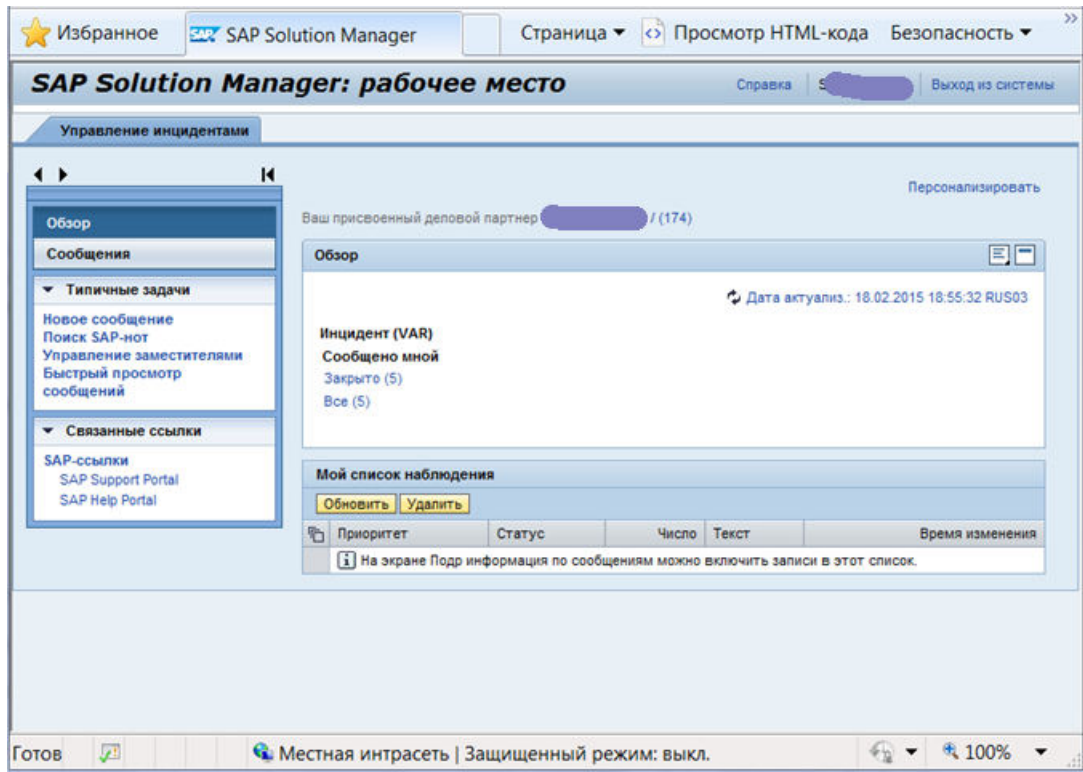 Избранное
SAP SAP Solution Manager
Страница
Просмотр HTML-кода
Безопасность
»
SAP Solution Manager: рабочее место
Справка
S
Выход из системы
Управление инцидентами
Персонализировать
Обзор
Сообщения
Типичные задачи
Новое сообщение
Поиск SAP-нот
Управление заместителями
Быстрый просмотр
сообщений
Связанные ссылки
SAP-ссылки
SAP Support Portal
SAP Help Portal
Ваш присвоенный деловой партнер / (174)
Обзор
Дата актуализ.: 18.02.2015 18:55:32 RUS03
Инцидент (VAR)
Сообщено мной
Закрыто (5)
Все (5)
Мой список наблюдения
Обновить Удалить
Приоритет Статус Число Текст Время изменения
На экране Подр информация по сообщениям можно включить записи в этот список.
Готов
Местная интрасеть | Защищенный режим: выкл.
100%